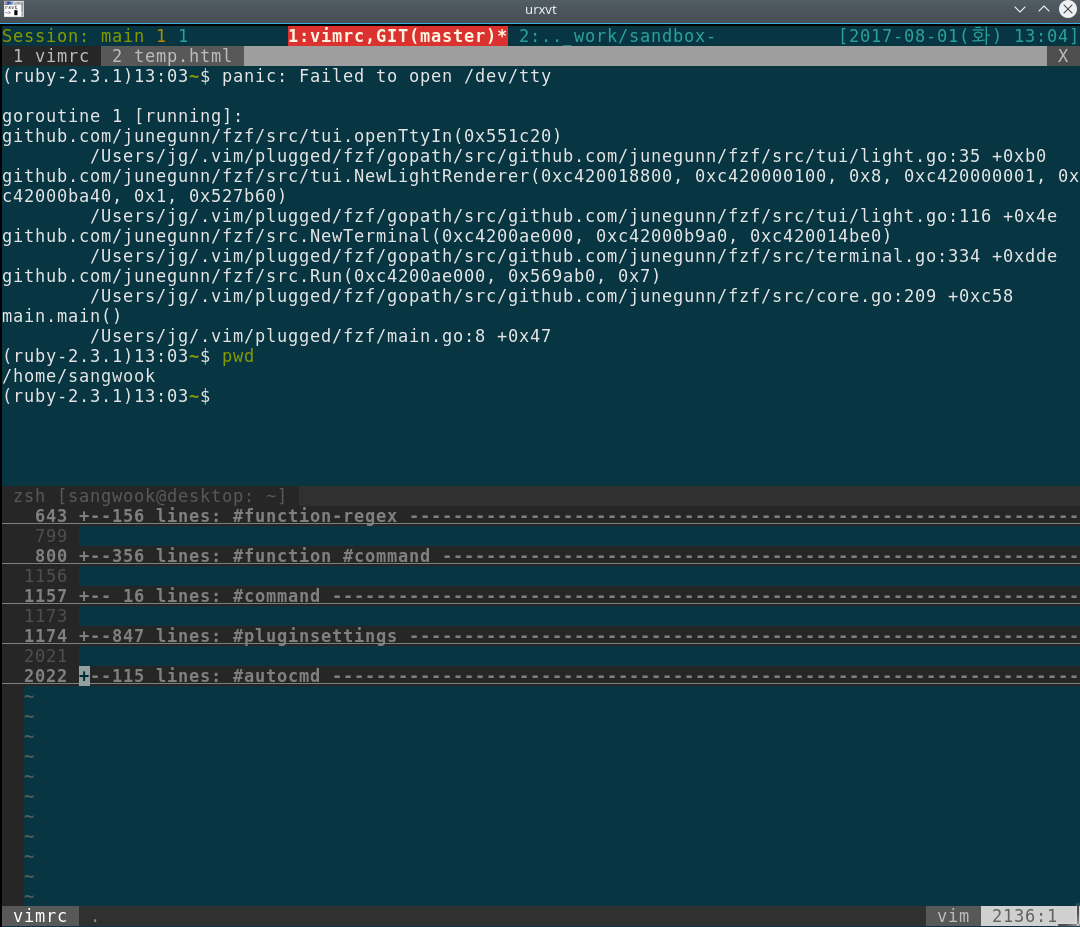 urxvt
Session: main 1 1 1:vimrc,GIT(master)* 2:.._work/sandbox- [2017-08-01(화) 13:04]
1 vimrc 2 temp.html X
(ruby-2.3.1)13:03~$ panic: Failed to open /dev/tty
goroutine 1 [running]:
github.com/junegunn/fzf/src/tui.openTtyIn(0x551c20)
/Users/jg/.vim/plugged/fzf/gopath/src/github.com/junegunn/fzf/src/tui/light.go:35 +0xb0
github.com/junegunn/fzf/src/tui.NewLightRenderer(0xc420018800, 0xc420000100, 0x8, 0xc420000001, 0x
c42000ba40, 0x1, 0x527b60)
/Users/jg/.vim/plugged/fzf/gopath/src/github.com/junegunn/fzf/src/tui/light.go:116 +0x4e
github.com/junegunn/fzf/src.NewTerminal(0xc4200ae000, 0xc42000b9a0, 0xc420014be0)
/Users/jg/.vim/plugged/fzf/gopath/src/github.com/junegunn/fzf/src/terminal.go:334 +0xdde
github.com/junegunn/fzf/src.Run(0xc4200ae000, 0x569ab0, 0x7)
/Users/jg/.vim/plugged/fzf/gopath/src/github.com/junegunn/fzf/src/core.go:209 +0xc58
main.main()
/Users/jg/.vim/plugged/fzf/main.go:8 +0x47
(ruby-2.3.1)13:03~$ pwd
/home/sangwook
(ruby-2.3.1)13:03~$
zsh [sangwook@desktop: ~]
643 +--156 lines: #function-regex -------------------------------------------------------------
799
800 +--356 lines: #function #command ----------------------------------------------------------
1156
1157 +-- 16 lines: #command --------------------------------------------------------------------
1173
1174 +--847 lines: #pluginsettings -------------------------------------------------------------
2021
2022 +--115 lines: #autocmd --------------------------------------------------------------------
~
~
~
~
~
~
~
~
~
~
~
vimrc . vim 2136:1